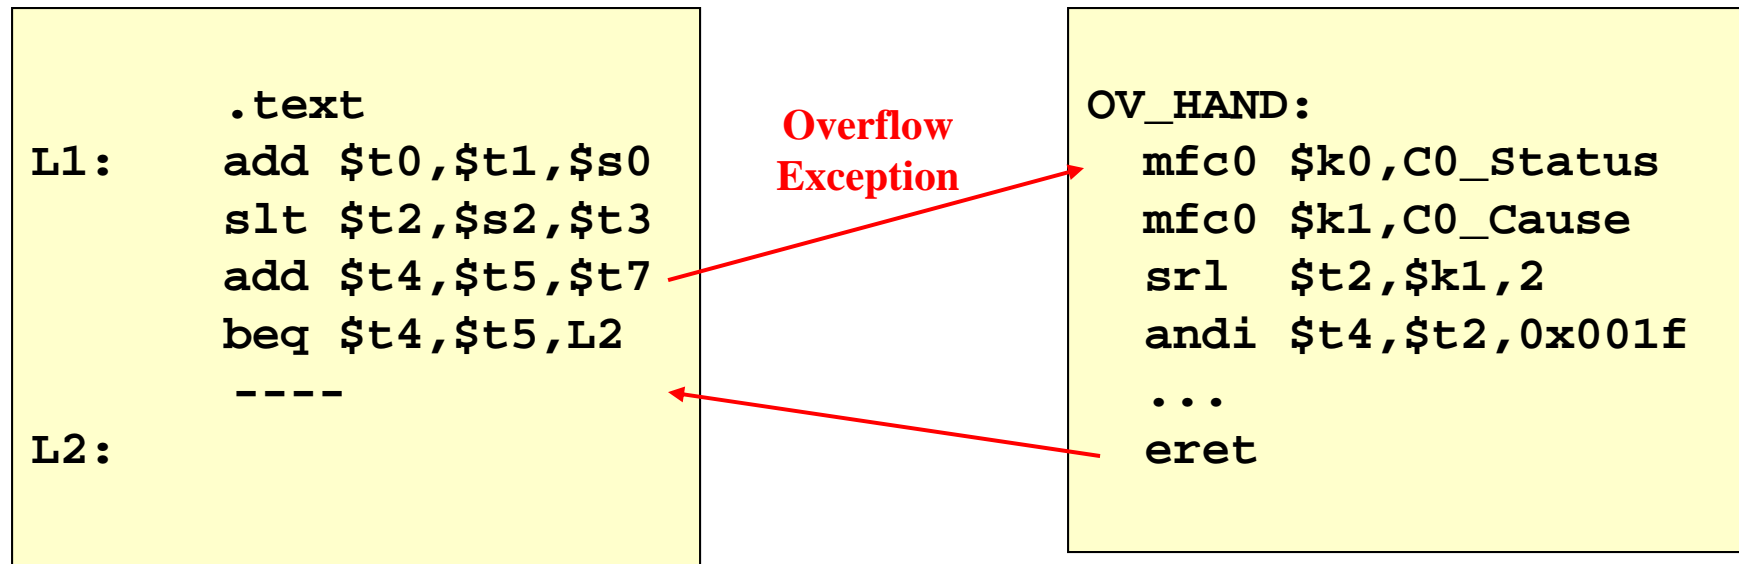 .text
L1: add $t0,$t1,$s0
slt $t2,$s2,$t3
add $t4,$t5,$t7
beq $t4,$t5,L2
----
L2:
Overflow
Exception
OV_HAND:
mfc0 $k0,C0_Status
mfc0 $k1,C0_Cause
srl $t2,$k1,2
andi $t4,$t2,0x001f
...
eret